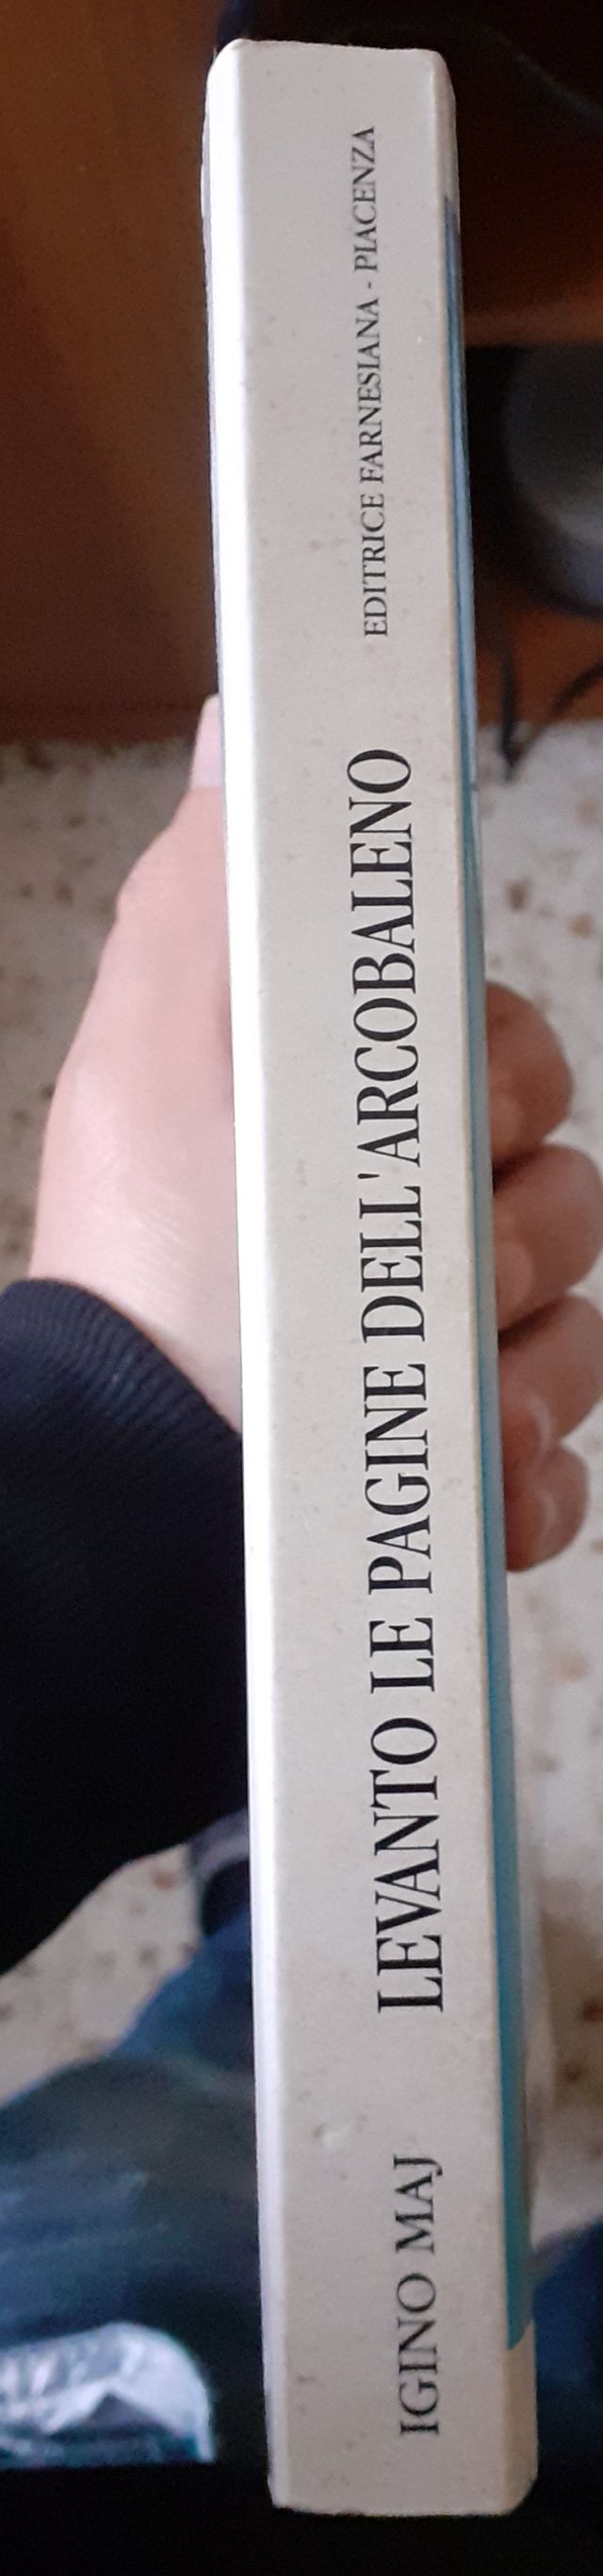 IGINO MAJ
LEVANTO LE PAGINE DELL'ARCOBALENO
EDITRICE FARNESIANA - PIACENZA